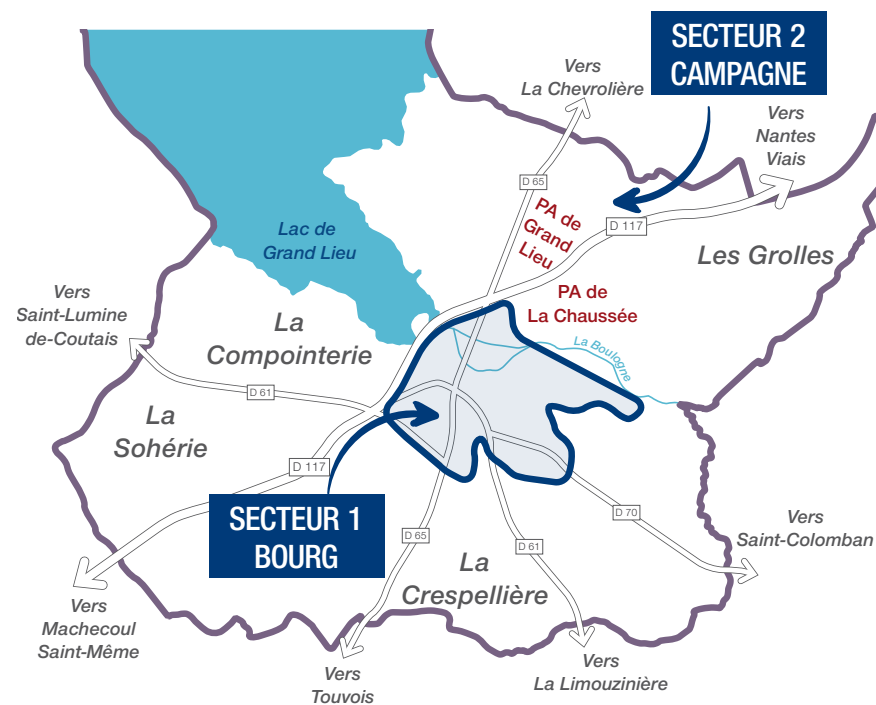 SECTEUR 2
CAMPAGNE
Vers
La Chevrolière
Vers
Nantes
Viais
D 65
PA de
Grand
Lieu
D 117
Lac de
Grand Lieu
Les Grolles
PA de
La Chaussée
Vers
Saint-Lumine
de-Coutais
La
Compointerie
La Boulogne
D 61
La
Sohérie
D 117
SECTEUR 1
BOURG
D 65
D 61
D 70
Vers
Saint-Colomban
La
Crespellière
Vers
Machecoul
Saint-Même
Vers
Touvois
Vers
La Limouzinière